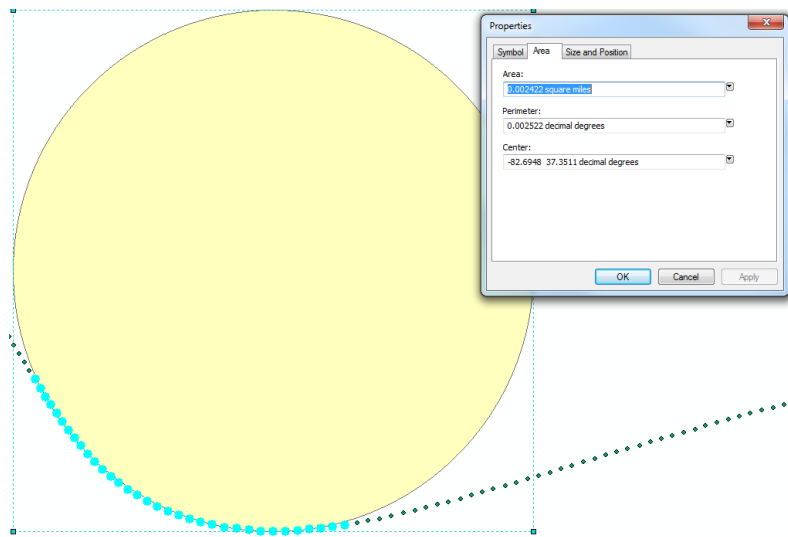 Properties
Symbol Area Size and Position
Area:
0.002422 square miles
Perimeter:
0.002522 decimal degrees
Center:
-82.6948 37.3511 decimal degrees
OK Cancel Apply